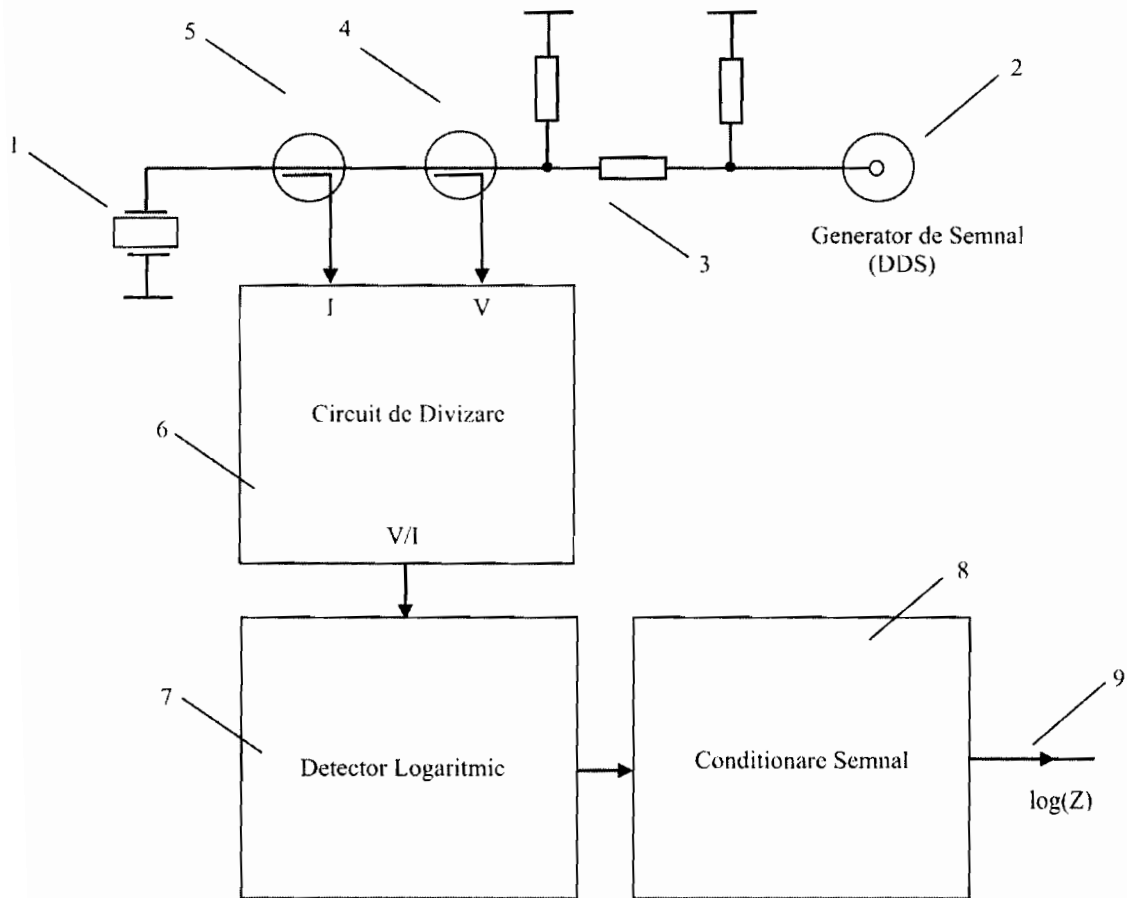 5
4
2
1
Generator de Semnal
(DDS)
3
I V
Circuit de Divizare
6
V/I
8
7
9
Detector Logaritmic
Conditionare Semnal
log(Z)